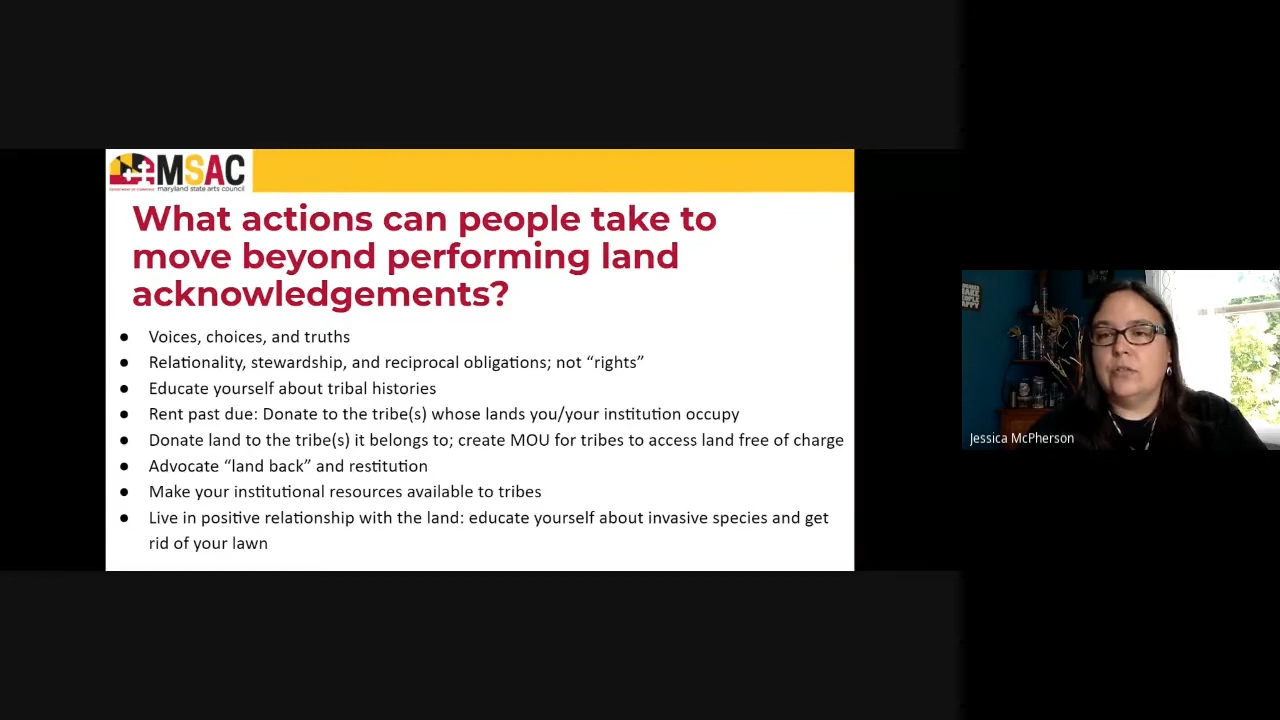 MSAC
DEPARTMENT OF COMMERCE
maryland state arts council
What actions can people take to
move beyond performing land
acknowledgements?
● Voices, choices, and truths
● Relationality, stewardship, and reciprocal obligations; not “rights”
● Educate yourself about tribal histories
● Rent past due: Donate to the tribe(s) whose lands you/your institution occupy
● Donate land to the tribe(s) it belongs to; create MOU for tribes to access land free of charge
● Advocate “land back” and restitution
● Make your institutional resources available to tribes
● Live in positive relationship with the land: educate yourself about invasive species and get
rid of your lawn
Jessica McPherson